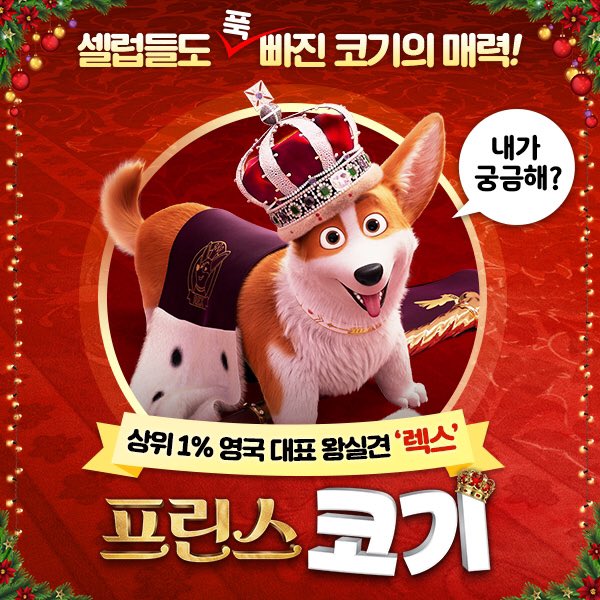 셀럽들도 푹 빠진 코기의 매력!
내가
궁금해?
상위 1% 영국 대표 왕실견 ‘렉스’
프린스 코기